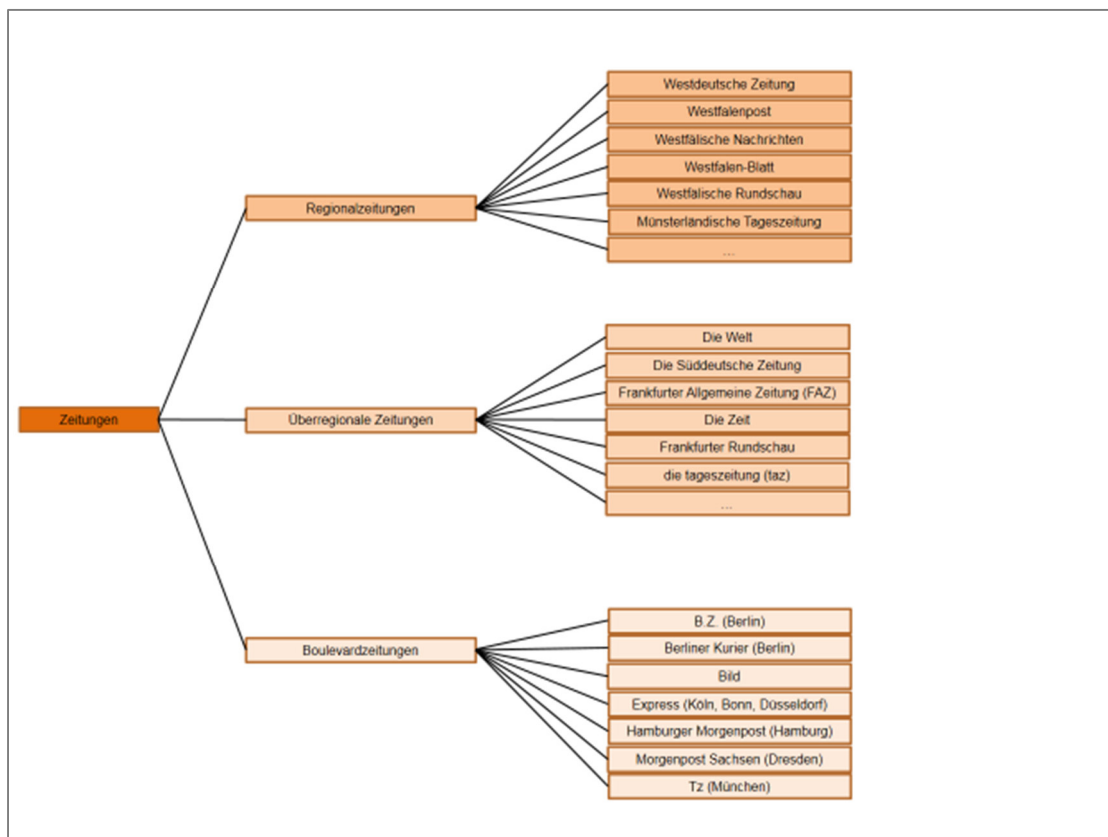 Zeitungen
Regionalzeitungen
Westdeutsche Zeitung
Westfalenpost
Westfälische Nachrichten
Westfalen-Blatt
Westfälische Rundschau
Münsterländische Tageszeitung
...
Überregionale Zeitungen
Die Welt
Die Süddeutsche Zeitung
Frankfurter Allgemeine Zeitung (FAZ)
Die Zeit
Frankfurter Rundschau
die tageszeitung (taz)
...
Boulevardzeitungen
B.Z. (Berlin)
Berliner Kurier (Berlin)
Bild
Express (Köln, Bonn, Düsseldorf)
Hamburger Morgenpost (Hamburg)
Morgenpost Sachsen (Dresden)
Tz (München)